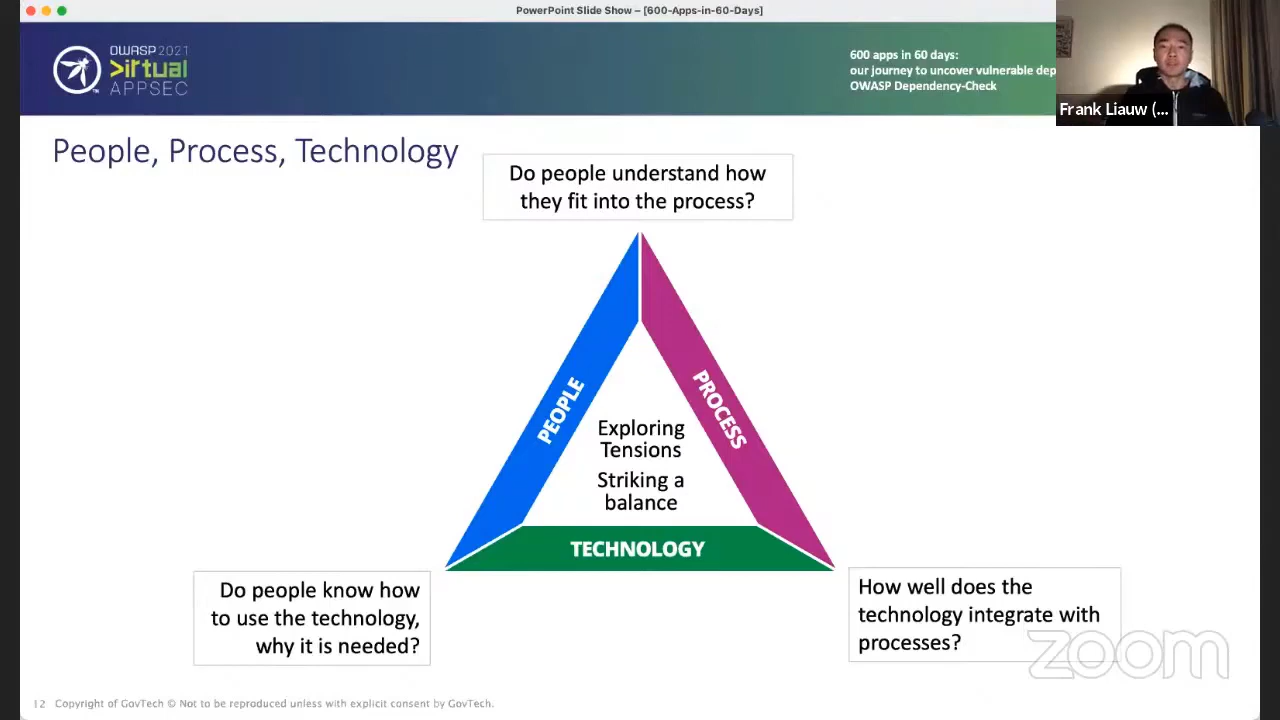 PowerPoint Slide Show – [600-Apps-in-60-Days]
OWASP 2021
>irtual
APPSEC
600 apps in 60 days:
our journey to uncover vulnerable dep
OWASP Dependency-Check
Frank Liauw (...
People, Process, Technology
Do people understand how
they fit into the process?
PEOPLE
PROCESS
Exploring
Tensions
Striking a
balance
TECHNOLOGY
Do people know how
to use the technology,
why it is needed?
How well does the
technology integrate with
processes?
zoom
12 Copyright of GovTech © Not to be reproduced unless with explicit consent by GovTech.